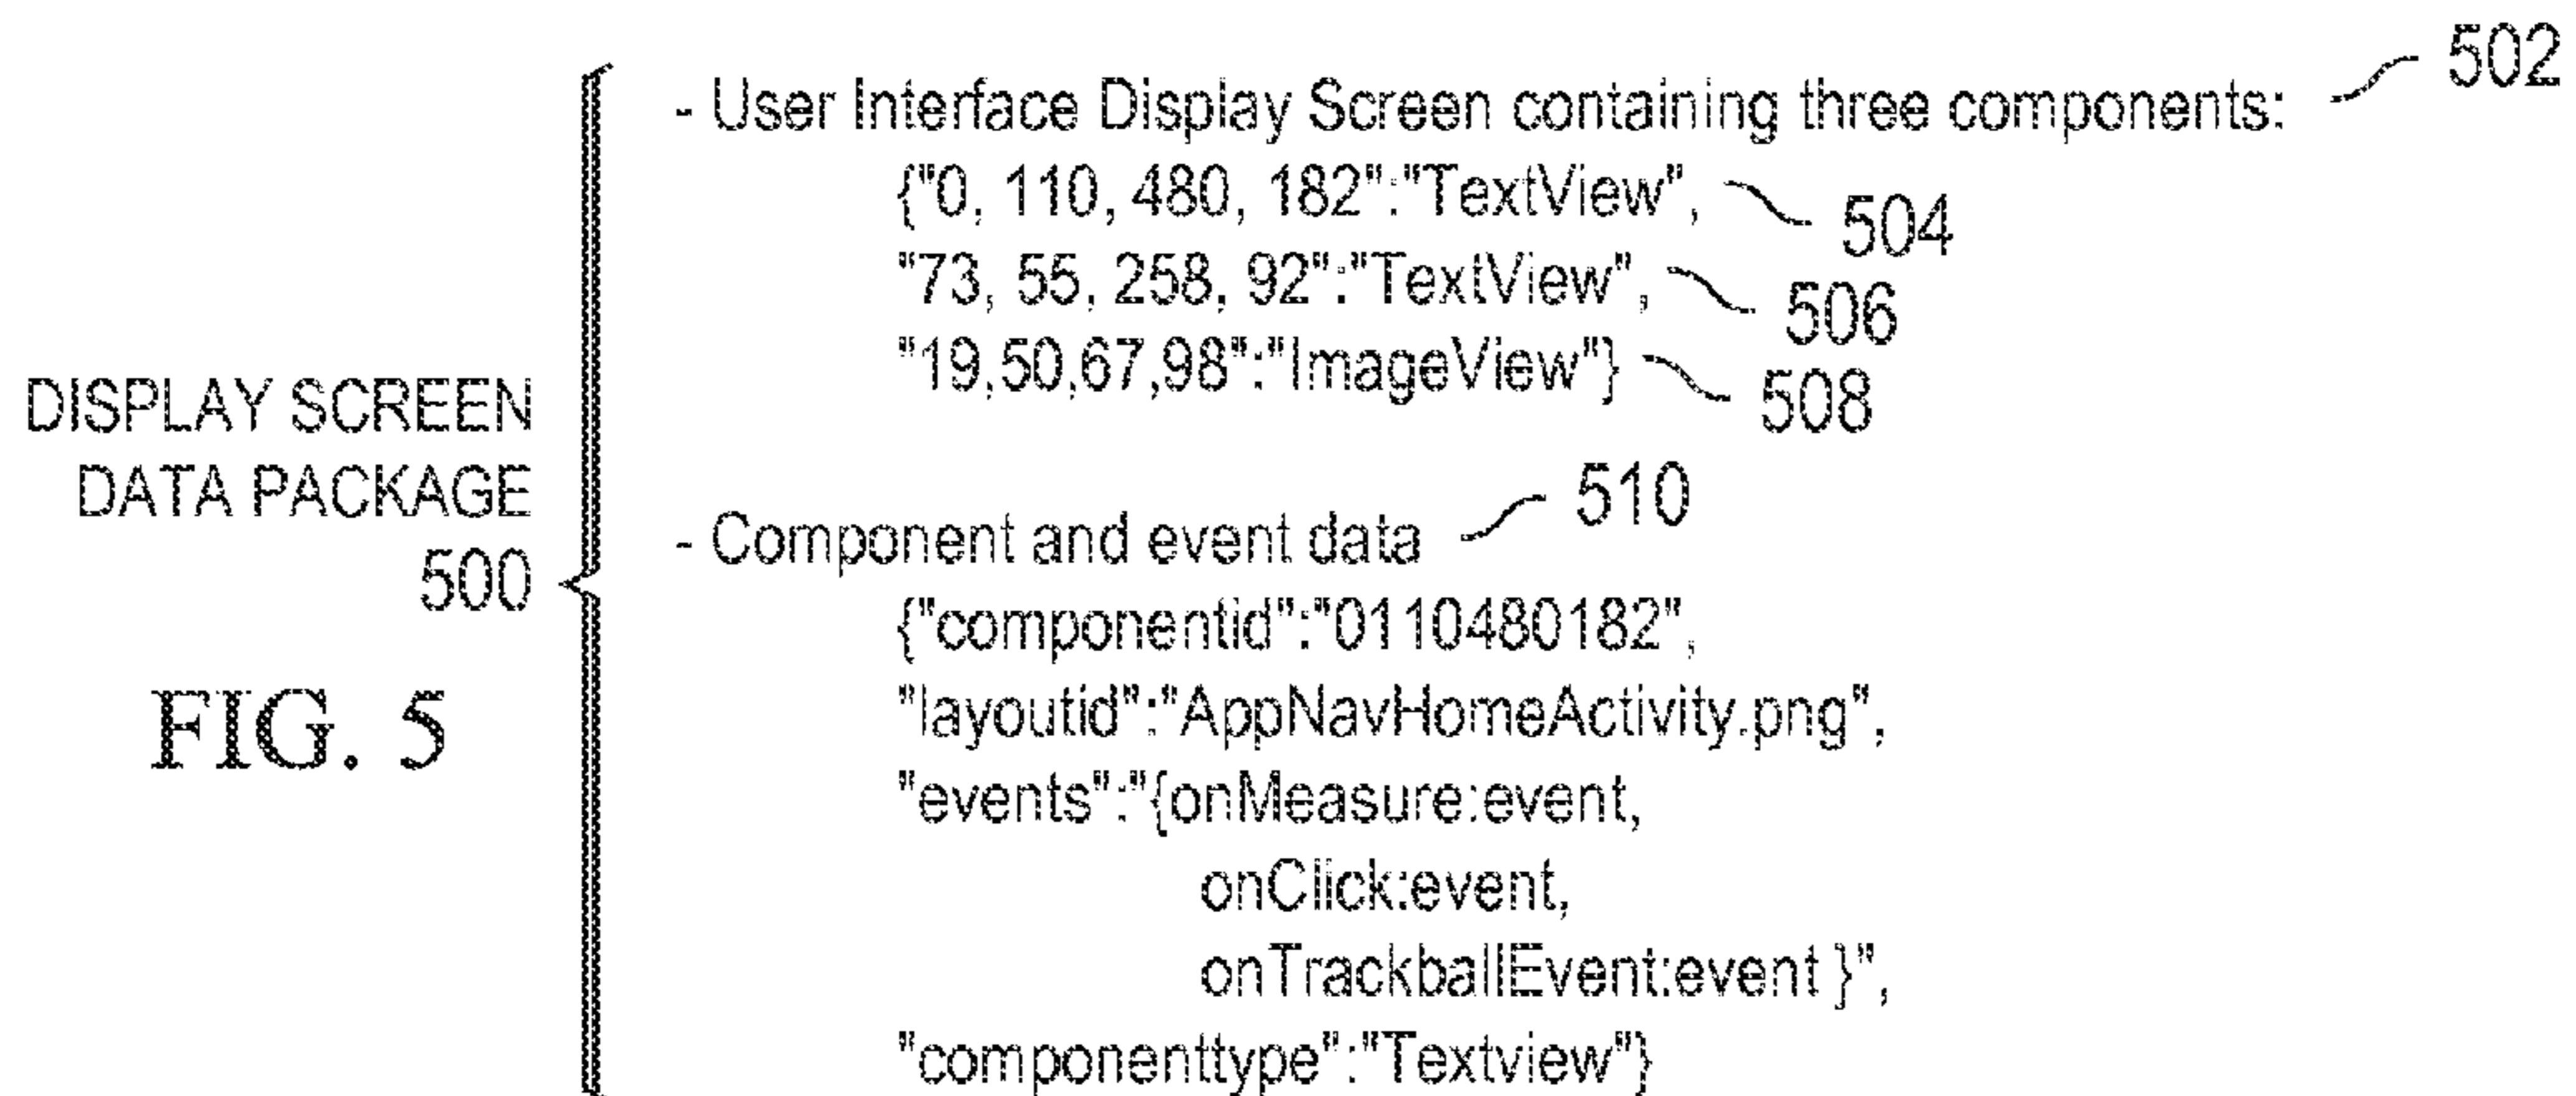 - User Interface Display Screen containing three components: 502
{"0, 110, 480, 182":"TextView", 504
"73, 55, 258, 92":"TextView", 506
"19,50,67,98":"ImageView"} 508
DISPLAY SCREEN
DATA PACKAGE
500
- Component and event data 510
{"componentid":"0110480182",
"layoutid":"AppNavHomeActivity.png",
"events":"{onMeasure:event,
onClick:event,
onTrackballEvent:event }",
"componenttype":"Textview"}
FIG. 5